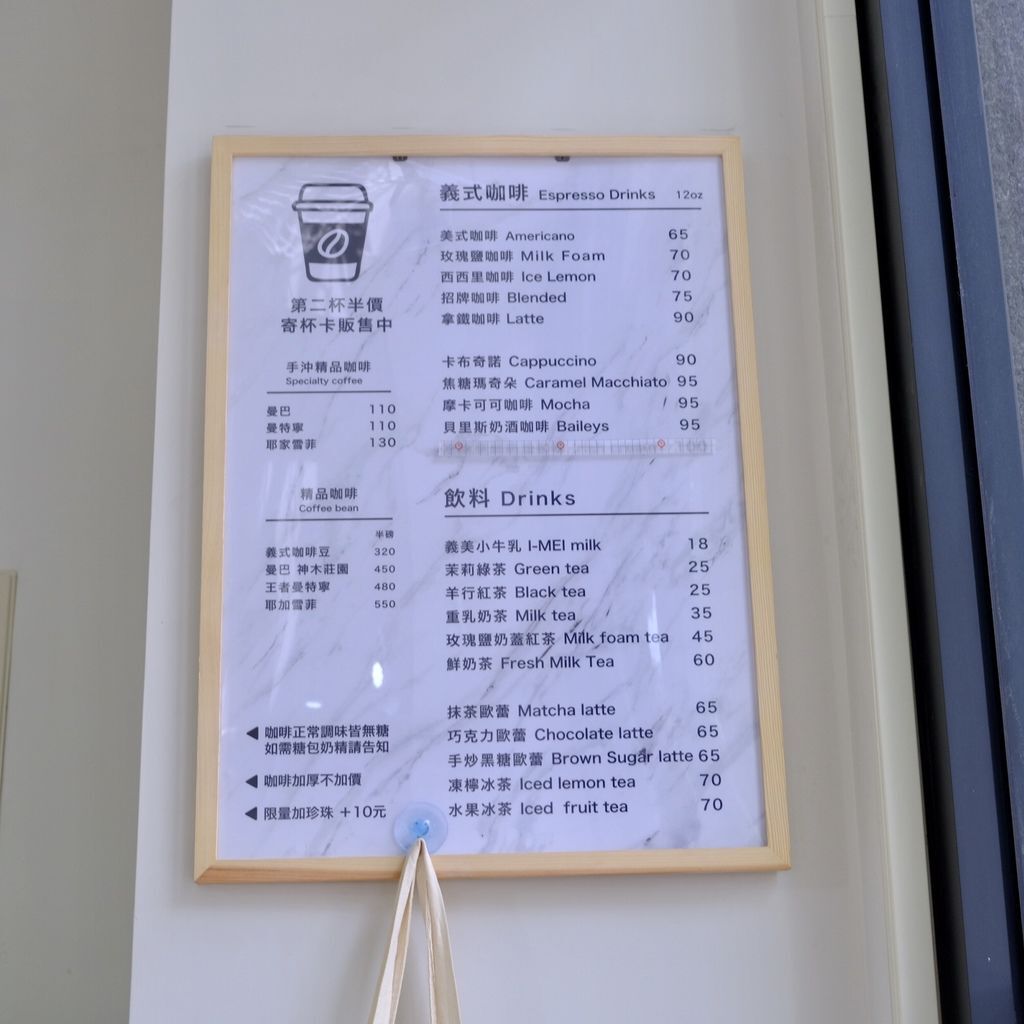 第二杯半價
寄杯卡販售中
手沖精品咖啡
Specialty coffee
曼巴 110
曼特寧 110
耶家雪菲 130
精品咖啡
Coffee bean
半磅
義式咖啡豆 320
曼巴 神木莊園 450
王者曼特寧 480
耶加雪菲 550
◀ 咖啡正常調味皆無糖
如需糖包奶精請告知
◀ 咖啡加厚不加價
◀ 限量加珍珠 +10元
義式咖啡 Espresso Drinks 12oz
美式咖啡 Americano 65
玫瑰鹽咖啡 Milk Foam 70
西西里咖啡 Ice Lemon 70
招牌咖啡 Blended 75
拿鐵咖啡 Latte 90
卡布奇諾 Cappuccino 90
焦糖瑪奇朵 Caramel Macchiato 95
摩卡可可咖啡 Mocha 95
貝里斯奶酒咖啡 Baileys 95
飲料 Drinks
義美小牛乳 I-MEI milk 18
茉莉綠茶 Green tea 25
羊行紅茶 Black tea 25
重乳奶茶 Milk tea 35
玫瑰鹽奶蓋紅茶 Milk foam tea 45
鮮奶茶 Fresh Milk Tea 60
抹茶歐蕾 Matcha latte 65
巧克力歐蕾 Chocolate latte 65
手炒黑糖歐蕾 Brown Sugar latte 65
凍檸冰茶 Iced lemon tea 70
水果冰茶 Iced fruit tea 70